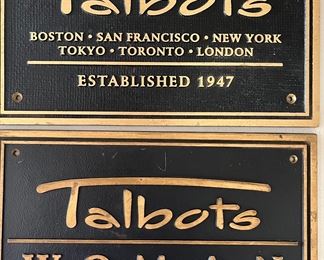 Talbots
BOSTON • SAN FRANCISCO • NEW YORK
TOKYO • TORONTO • LONDON
ESTABLISHED 1947
Talbots
W O M A N